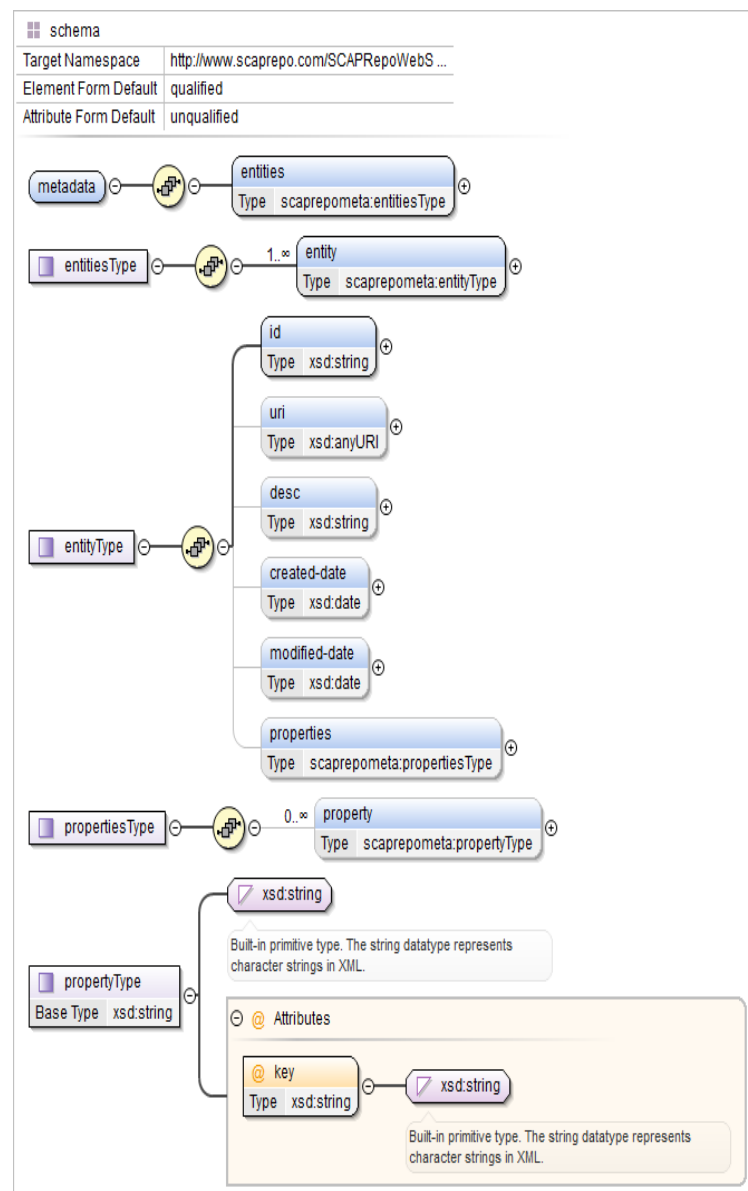 schema
Target Namespace http://www.scaprepo.com/SCAPRepoWebS ...
Element Form Default qualified
Attribute Form Default unqualified
metadata
entities
Type scaprepometa:entitiesType
entitiesType
1..∞
entity
Type scaprepometa:entityType
entityType
id
Type xsd:string
uri
Type xsd:anyURI
desc
Type xsd:string
created-date
Type xsd:date
modified-date
Type xsd:date
properties
Type scaprepometa:propertiesType
propertiesType
0..∞
property
Type scaprepometa:propertyType
propertyType
Base Type xsd:string
xsd:string
Built-in primitive type. The string datatype represents
character strings in XML.
@ Attributes
@ key
Type xsd:string
xsd:string
Built-in primitive type. The string datatype represents
character strings in XML.